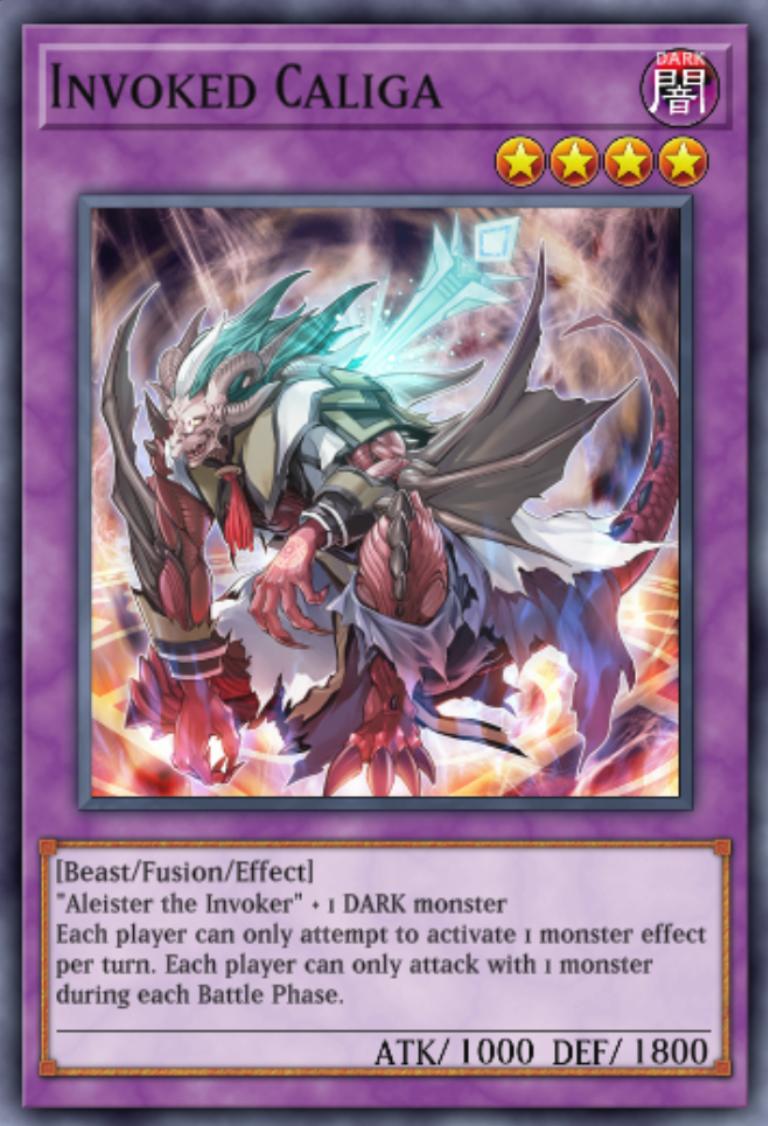 Invoked Caliga
DARK
闇
[Beast/Fusion/Effect]
"Aleister the Invoker" + 1 DARK monster
Each player can only attempt to activate 1 monster effect
per turn. Each player can only attack with 1 monster
during each Battle Phase.
ATK/ 1000 DEF/ 1800